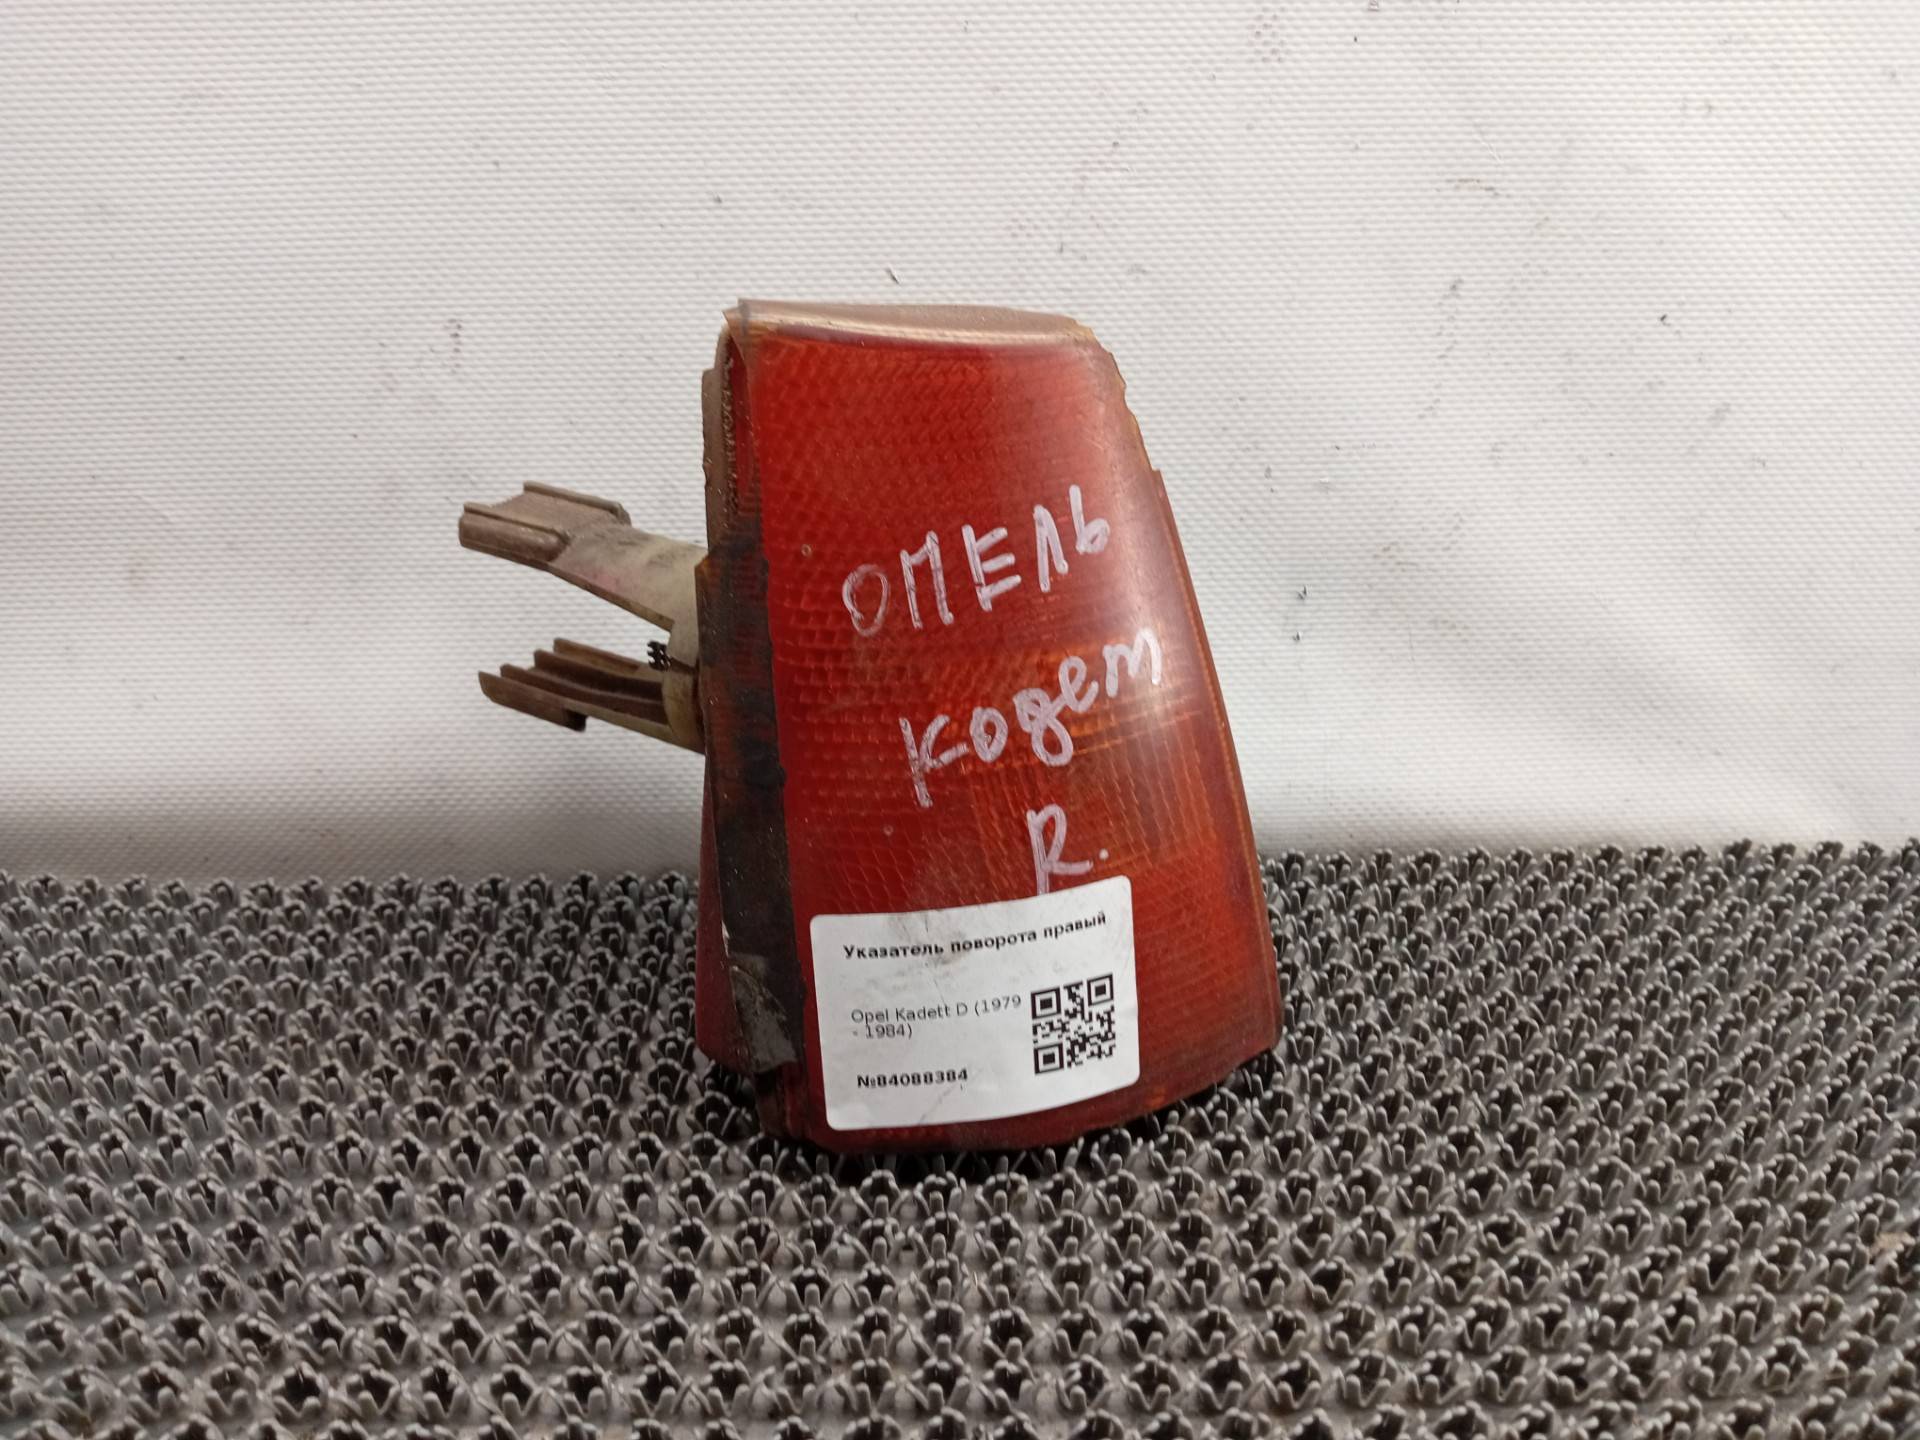 ОПЕЛЬ
кодет
R.
Указатель поворота правый
Opel Kadett D (1979
- 1984)
№84088384